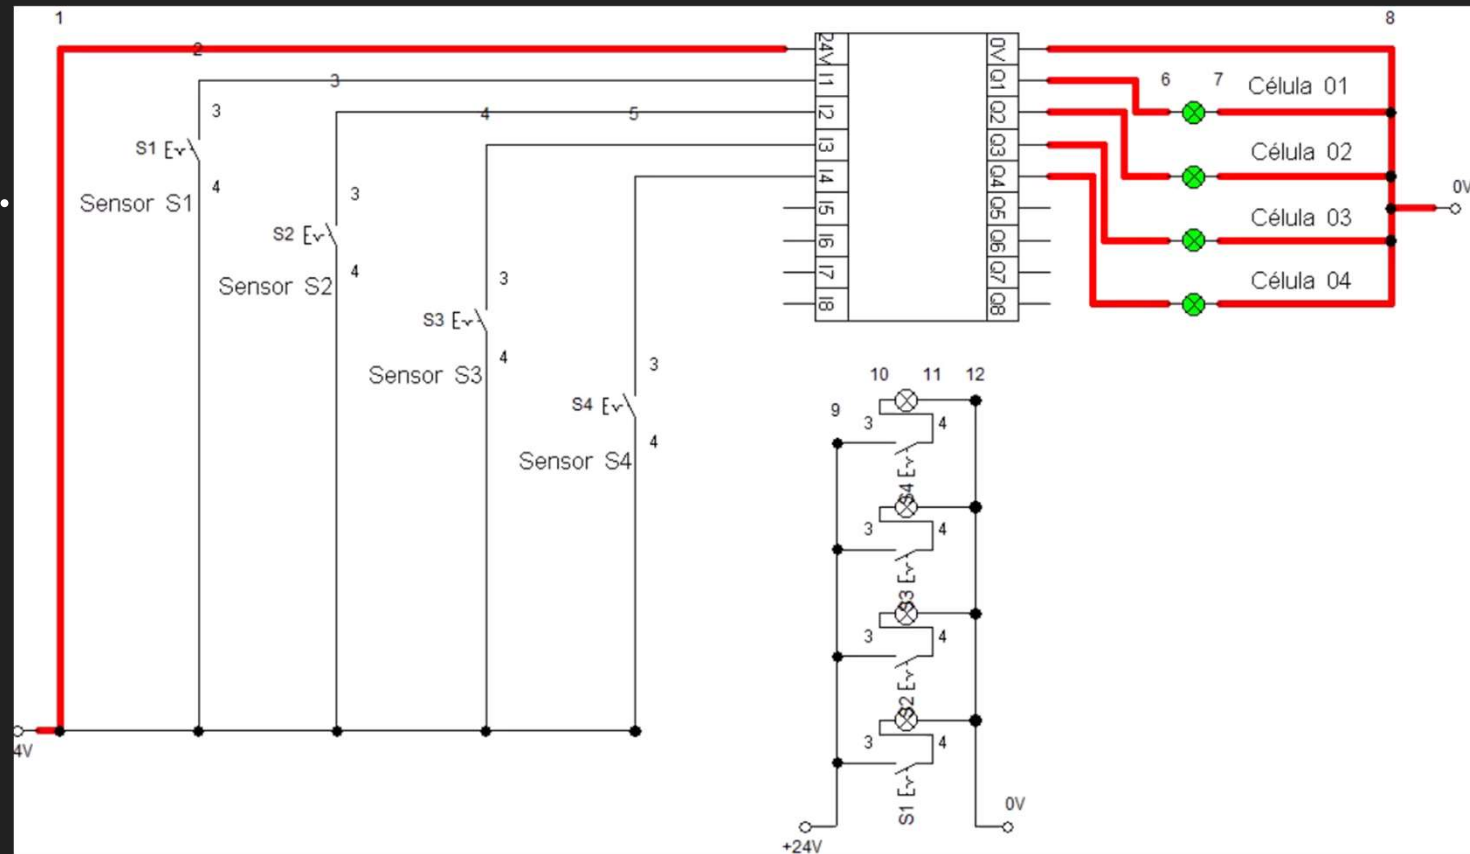 1
8
2
24V
0V
3
I1
Q1
6
7
Célula 01
3
4
5
I2
Q2
S1
I3
Q3
Célula 02
4
3
I4
Q4
Sensor S1
0V
I5
Q5
Célula 03
S2
I6
Q6
4
3
I7
Q7
Célula 04
Sensor S2
I8
Q8
S3
4
3
Sensor S3
10
11
12
S4
9
3
4
4
Sensor S4
S4
3
4
S3
3
4
S2
4V
3
4
S1
0V
+24V